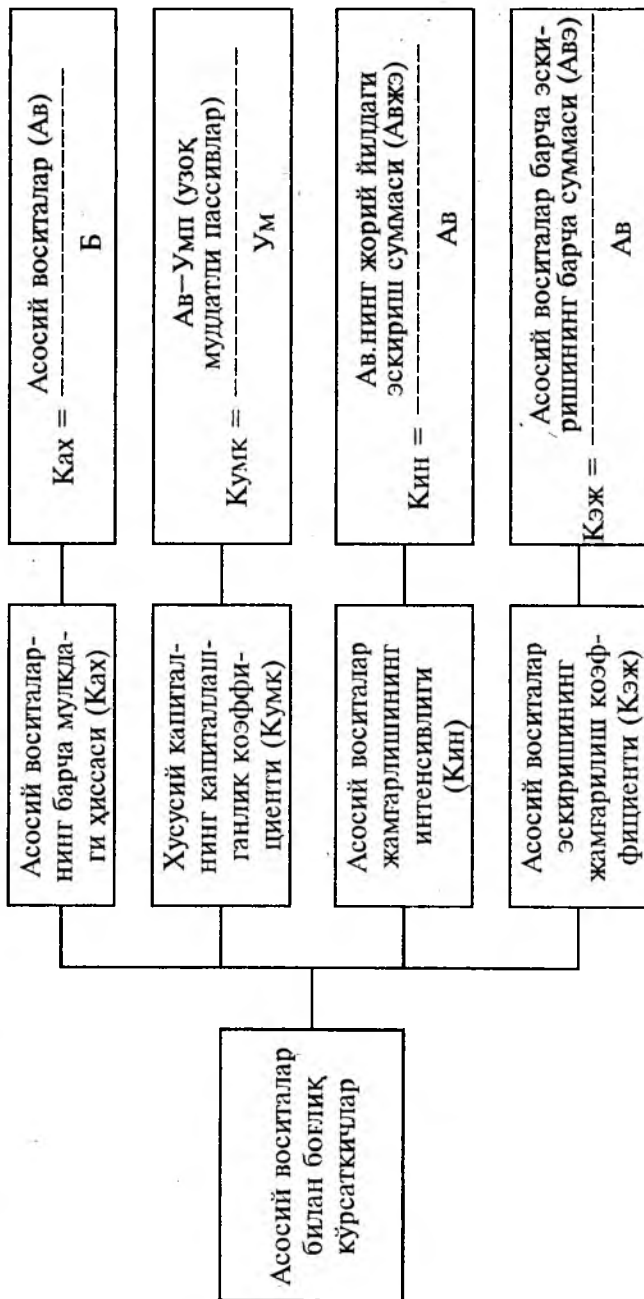 Асосий воситалар
билан боғлиқ
кўрсаткичлар
Асосий воситалар-
нинг барча мулкда-
ги ҳиссаси (Ках)
Асосий воситалар (Ав)
Ках = ————————
Б
Хусусий капитал-
нинг капиталлаш-
ганлик коэффи-
циенти (Кумк)
Ав–Умп (узоқ
муддатли пассивлар)
Кумк = ————————
Ум
Асосий воситалар
жамғарлишининг
интенсивлиги
(Кин)
Ав.нинг жорий йилдаги
эскириш суммаси (Авжэ)
Кин = ————————
Ав
Асосий воситалар
эскиришининг
жамғарилиш коэф-
фициенти (Кэж)
Асосий воситалар барча эски-
ришининг барча суммаси (Авэ)
Кэж = ————————
Ав